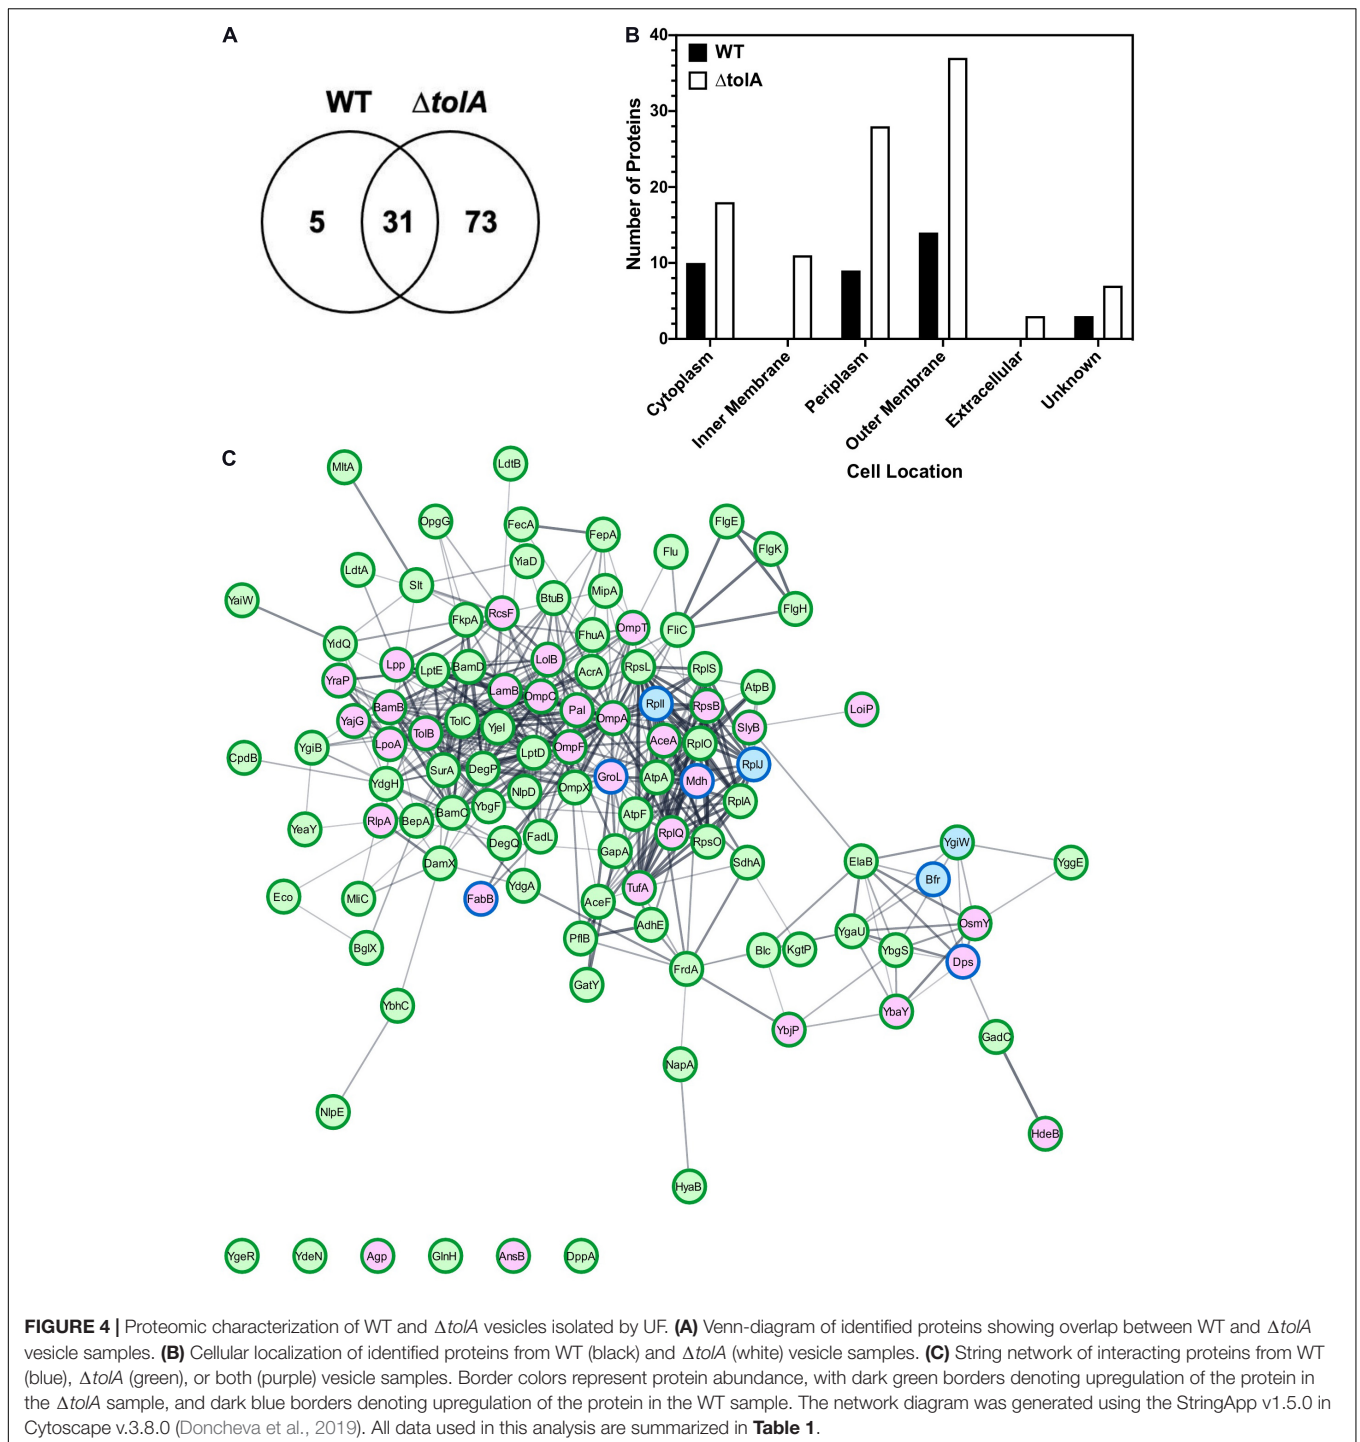 A
WT ΔtolA
5 31 73
B
40
30
20
10
0
Number of Proteins
WT
ΔtolA
Cytoplasm
Inner Membrane
Periplasm
Outer Membrane
Extracellular
Unknown
Cell Location
C
MltA
LdtB
OpgG
FecA
FepA
Flu
FlgE
FlgK
LdtA
Slt
YiaD
BtuB
MipA
FlgH
YaiW
YidQ
FkpA
RcsF
FhuA
OmpT
FliC
Lpp
LptE
BamD
LolB
AcrA
RpsL
RplS
AtpB
YraP
LamB
OmpC
RplI
RpsB
LoiP
YajG
BamB
TolC
YjeI
Pal
OmpA
SlyB
CpdB
YgiB
LpoA
TolB
LptD
OmpF
AceA
RplO
RplJ
YdgH
SurA
DegP
NlpD
OmpX
GroL
AtpA
Mdh
RplA
YeaY
RlpA
BepA
BamC
YbgF
DegQ
FadL
AtpF
RplQ
RpsO
YgiW
YggE
DamX
GapA
SdhA
ElaB
Bfr
Eco
MliC
FabB
YdgA
AceF
TufA
OsmY
BglX
PflB
AdhE
Blc
KgtP
YgaU
YbgS
Dps
GatY
FrdA
YbhC
YbjP
YbaY
GadC
NlpE
NapA
HdeB
HyaB
YgeR YdeN Agp GlnH AnsB DppA
FIGURE 4 | Proteomic characterization of WT and ΔtolA vesicles isolated by UF. (A) Venn-diagram of identified proteins showing overlap between WT and ΔtolA
vesicle samples. (B) Cellular localization of identified proteins from WT (black) and ΔtolA (white) vesicle samples. (C) String network of interacting proteins from WT
(blue), ΔtolA (green), or both (purple) vesicle samples. Border colors represent protein abundance, with dark green borders denoting upregulation of the protein in
the ΔtolA sample, and dark blue borders denoting upregulation of the protein in the WT sample. The network diagram was generated using the StringApp v1.5.0 in
Cytoscape v.3.8.0 (Doncheva et al., 2019). All data used in this analysis are summarized in Table 1.